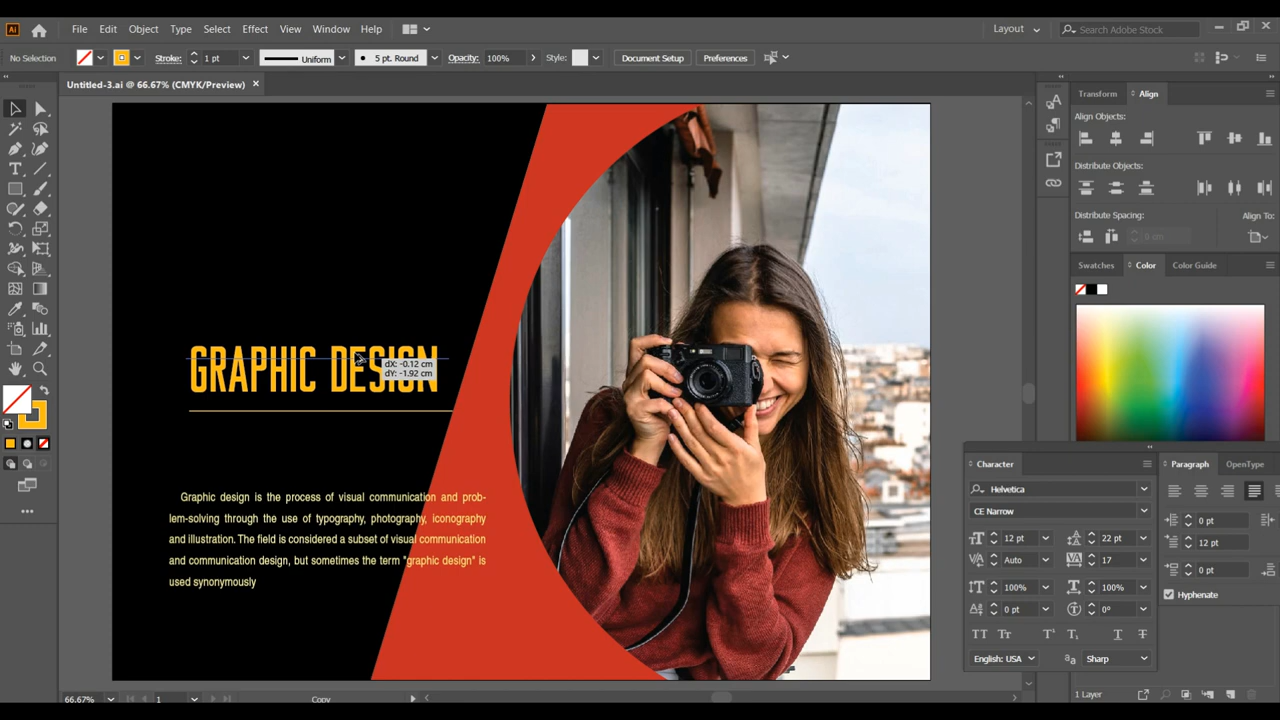 Ai File Edit Object Type Select Effect View Window Help Layout Search Adobe Stock
No Selection Stroke: 1 pt Uniform 5 pt. Round Opacity: 100% Style: Document Setup Preferences
Untitled-3.ai @ 66.67% (CMYK/Preview)
Transform Align
Align Objects:
Distribute Objects:
Distribute Spacing: Align To:
0 cm
Swatches Color Color Guide
GRAPHIC DESIGN
dX: -0.12 cm
dY: -1.92 cm
Graphic design is the process of visual communication and prob-
lem-solving through the use of typography, photography, iconography
and illustration. The field is considered a subset of visual communication
and communication design, but sometimes the term "graphic design" is
used synonymously
Character Paragraph OpenType
Helvetica
CE Narrow
12 pt 22 pt
Auto 17
100% 100%
0 pt 0°
English: USA Sharp
0 pt
12 pt
0 pt
Hyphenate
1 Layer
66.67% 1 Copy